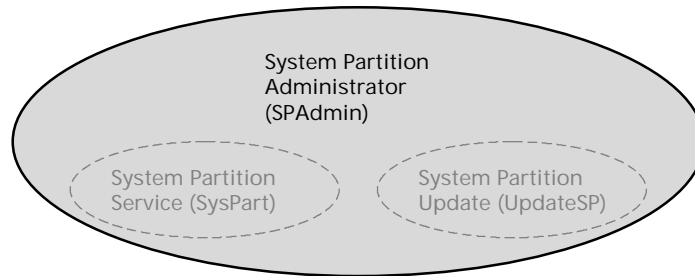 System Partition
Administrator
(SPAdmin)
System Partition
Service (SysPart)
System Partition
Update (UpdateSP)